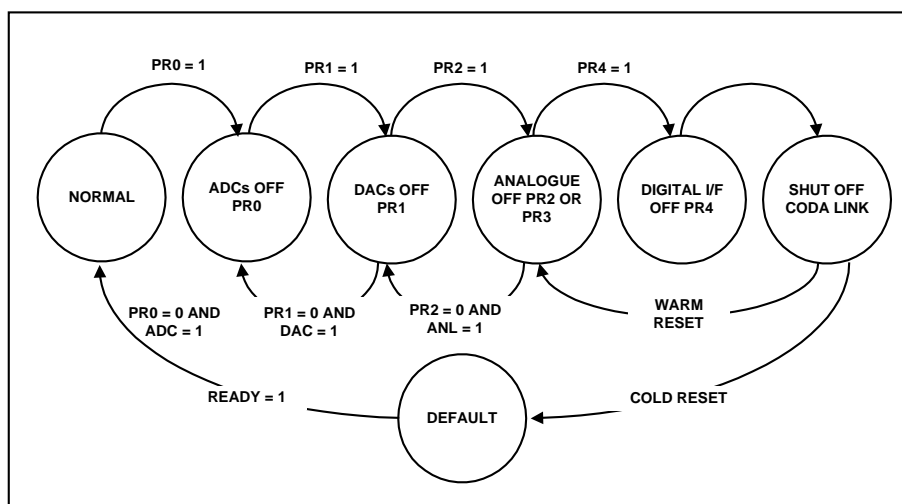 PR0 = 1
PR1 = 1
PR2 = 1
PR4 = 1
NORMAL
ADCs OFF
PR0
DACs OFF
PR1
ANALOGUE
OFF PR2 OR
PR3
DIGITAL I/F
OFF PR4
SHUT OFF
CODA LINK
PR0 = 0 AND
ADC = 1
PR1 = 0 AND
DAC = 1
PR2 = 0 AND
ANL = 1
WARM
RESET
READY = 1
DEFAULT
COLD RESET